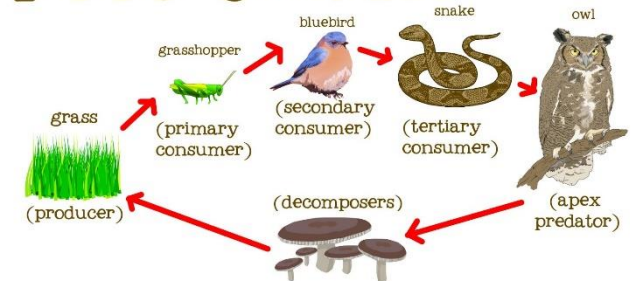 grass
(producer)
grasshopper
(primary
consumer)
bluebird
(secondary
consumer)
snake
(tertiary
consumer)
owl
(apex
predator)
(decomposers)